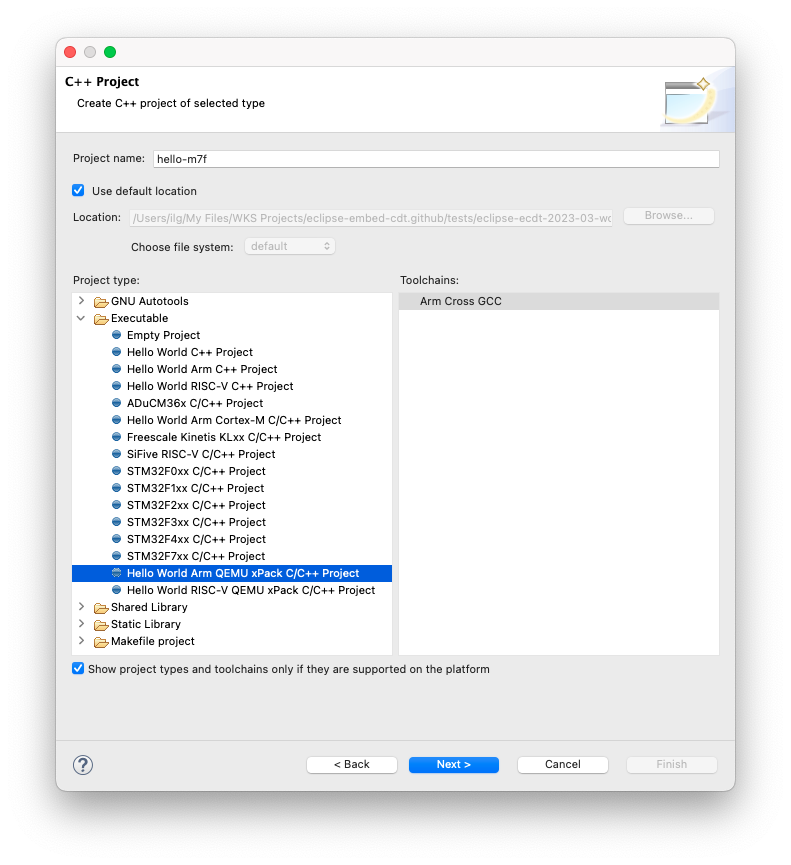 C++ Project
Create C++ project of selected type
Project name:
hello-m7f
Use default location
Location:
/Users/ilg/My Files/WKS Projects/eclipse-embed-cdt.github/tests/eclipse-ecdt-2023-03-wo
Browse...
Choose file system:
default
Project type:
Toolchains:
GNU Autotools
Executable
Empty Project
Hello World C++ Project
Hello World Arm C++ Project
Hello World RISC-V C++ Project
ADuCM36x C/C++ Project
Hello World Arm Cortex-M C/C++ Project
Freescale Kinetis KLxx C/C++ Project
SiFive RISC-V C/C++ Project
STM32F0xx C/C++ Project
STM32F1xx C/C++ Project
STM32F2xx C/C++ Project
STM32F3xx C/C++ Project
STM32F4xx C/C++ Project
STM32F7xx C/C++ Project
Hello World Arm QEMU xPack C/C++ Project
Hello World RISC-V QEMU xPack C/C++ Project
Shared Library
Static Library
Makefile project
Arm Cross GCC
Show project types and toolchains only if they are supported on the platform
?
< Back
Next >
Cancel
Finish